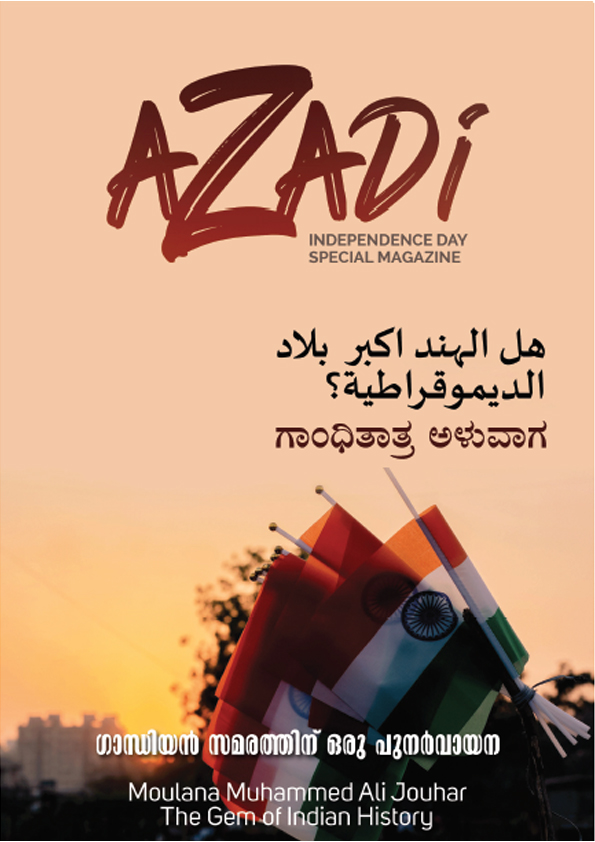 AZADi
INDEPENDENCE DAY
SPECIAL MAGAZINE
هل الهند اكبر بلاد
الديموقراطية؟
ಗಾಂಧಿತಾತ್ರ ಅಳುವಾಗ
ഗാന്ധിയൻ സമരത്തിന് ഒരു പുനർവായന
Moulana Muhammed Ali Jouhar
The Gem of Indian History